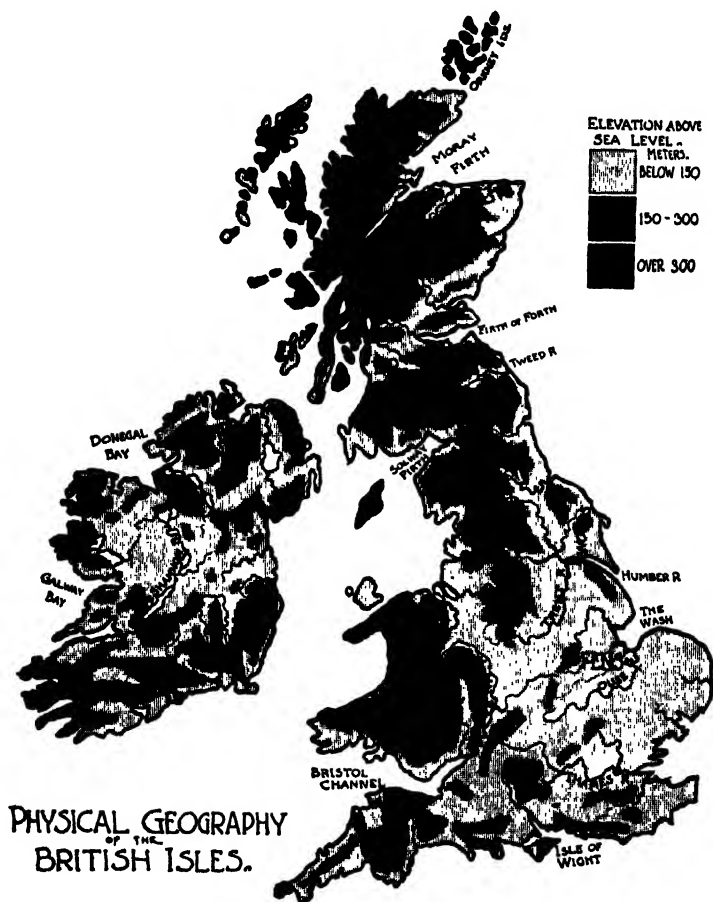 ORKNEY ISLES
MORAY
FIRTH
ELEVATION ABOVE
SEA LEVEL.
METERS.
BELOW 150
150-300
OVER 300
FIRTH OF FORTH
TWEED R
DONEGAL
BAY
SOLWAY
FIRTH
GALWAY
BAY
HUMBER R
THE
WASH
FENS
THAMES
BRISTOL
CHANNEL
ISLE OF
WIGHT
PHYSICAL GEOGRAPHY
OF THE
BRITISH ISLES.